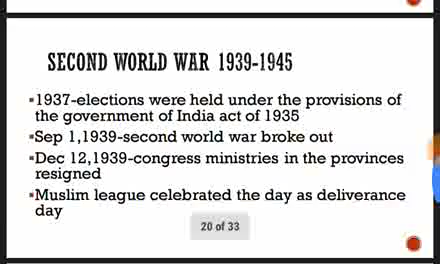 SECOND WORLD WAR 1939-1945
▪1937-elections were held under the provisions of
the government of India act of 1935
▪Sep 1,1939-second world war broke out
▪Dec 12,1939-congress ministries in the provinces
resigned
▪Muslim league celebrated the day as deliverance
day
20 of 33